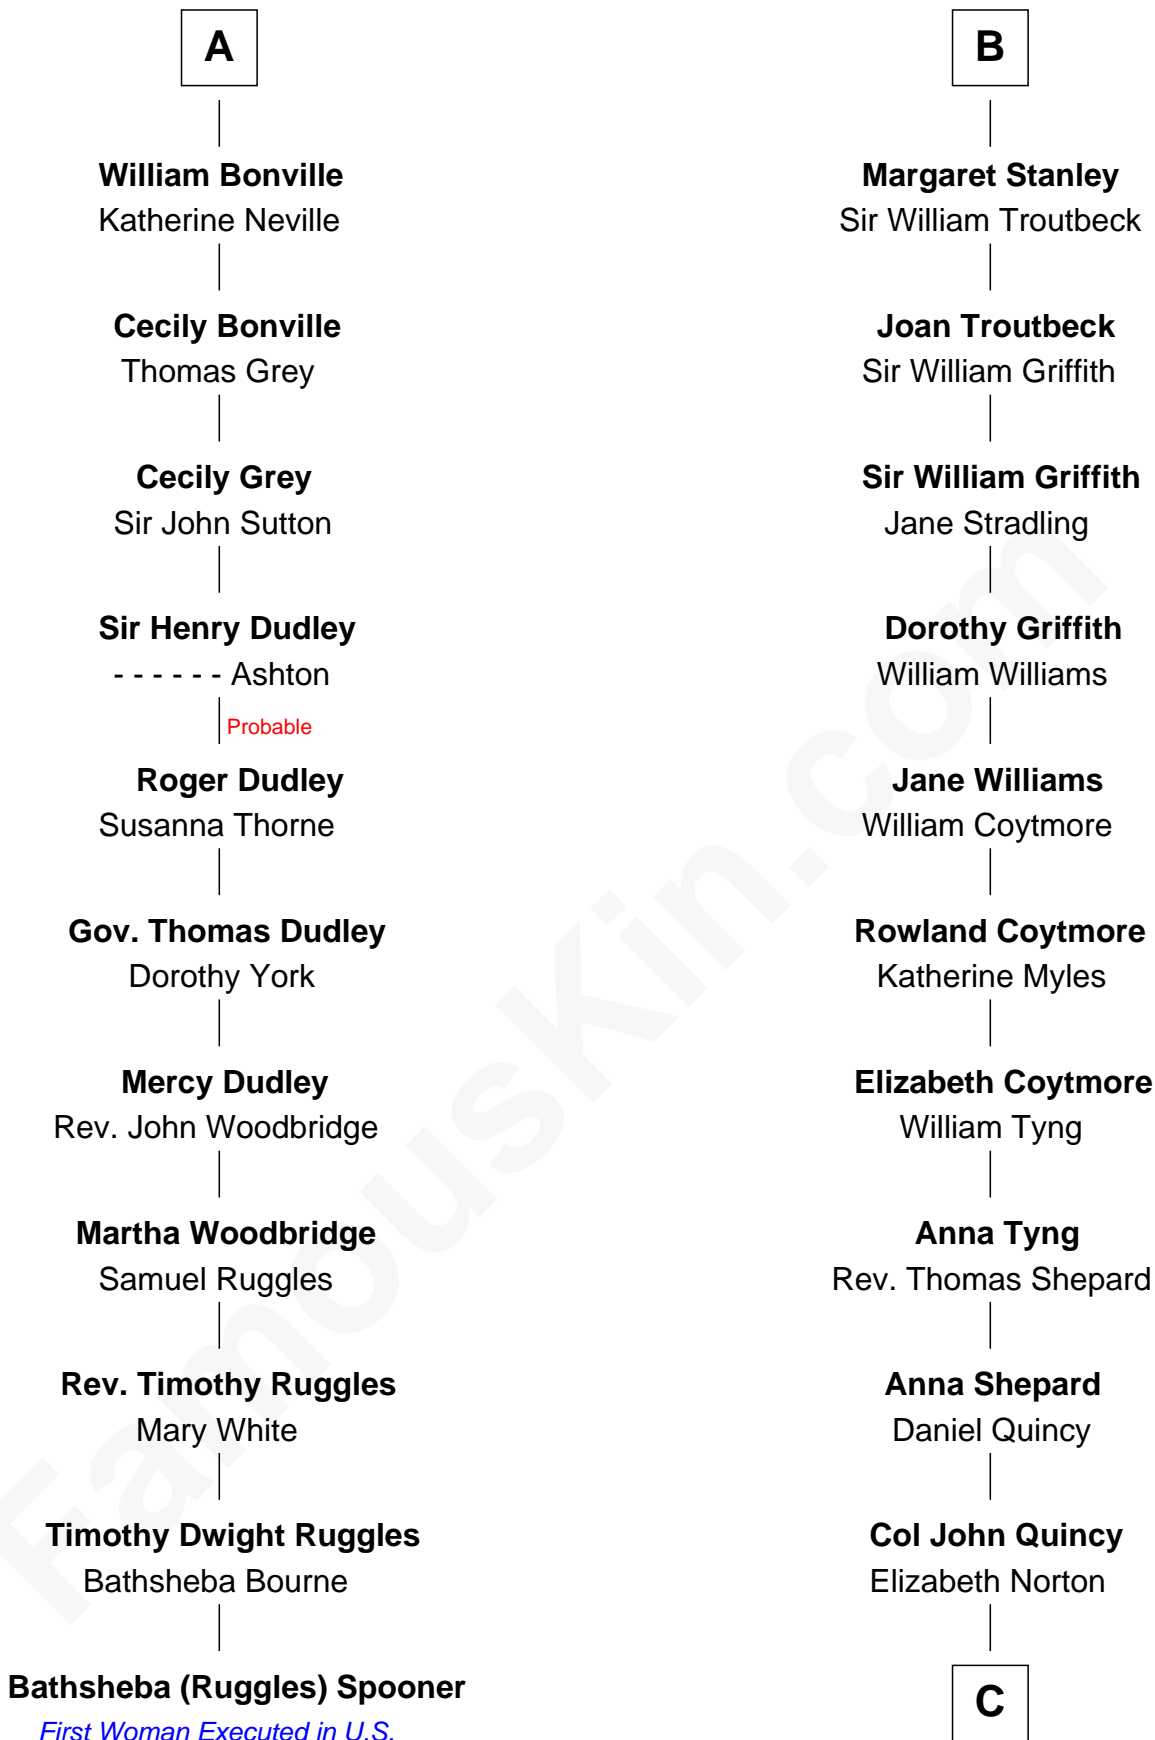 A
William Bonville
Katherine Neville
Cecily Bonville
Thomas Grey
Cecily Grey
Sir John Sutton
Sir Henry Dudley
- - - - - - Ashton
Probable
Roger Dudley
Susanna Thorne
Gov. Thomas Dudley
Dorothy York
Mercy Dudley
Rev. John Woodbridge
Martha Woodbridge
Samuel Ruggles
Rev. Timothy Ruggles
Mary White
Timothy Dwight Ruggles
Bathsheba Bourne
Bathsheba (Ruggles) Spooner
First Woman Executed in U.S.
B
Margaret Stanley
Sir William Troutbeck
Joan Troutbeck
Sir William Griffith
Sir William Griffith
Jane Stradling
Dorothy Griffith
William Williams
Jane Williams
William Coytmore
Rowland Coytmore
Katherine Myles
Elizabeth Coytmore
William Tyng
Anna Tyng
Rev. Thomas Shepard
Anna Shepard
Daniel Quincy
Col John Quincy
Elizabeth Norton
C
FamousKin.com